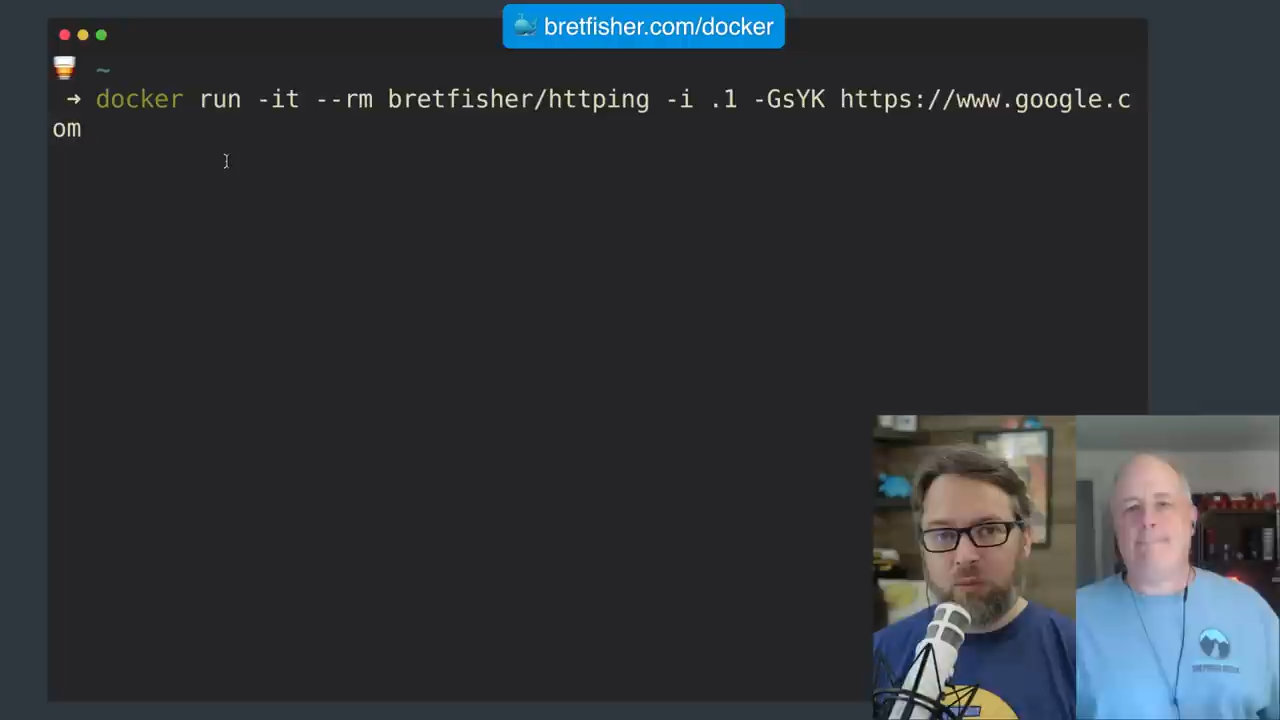 bretfisher.com/docker
~
→ docker run -it --rm bretfisher/httping -i .1 -GsYK https://www.google.c
om